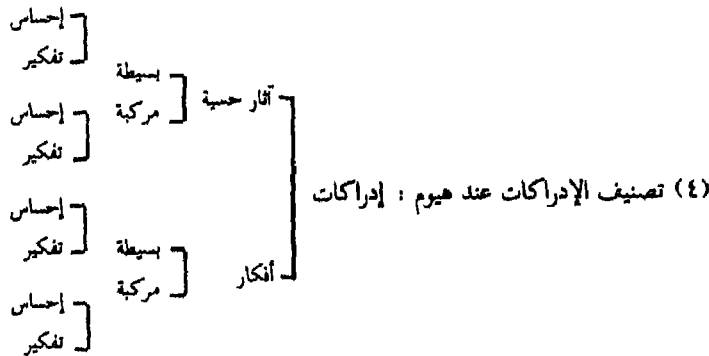 إحساس
تفكير
بسيطة
آثار حسية
مركبة
إحساس
تفكير
(٤) تصنيف الإدراكات عند هيوم : إدراكات
إحساس
تفكير
بسيطة
أفكار
مركبة
إحساس
تفكير